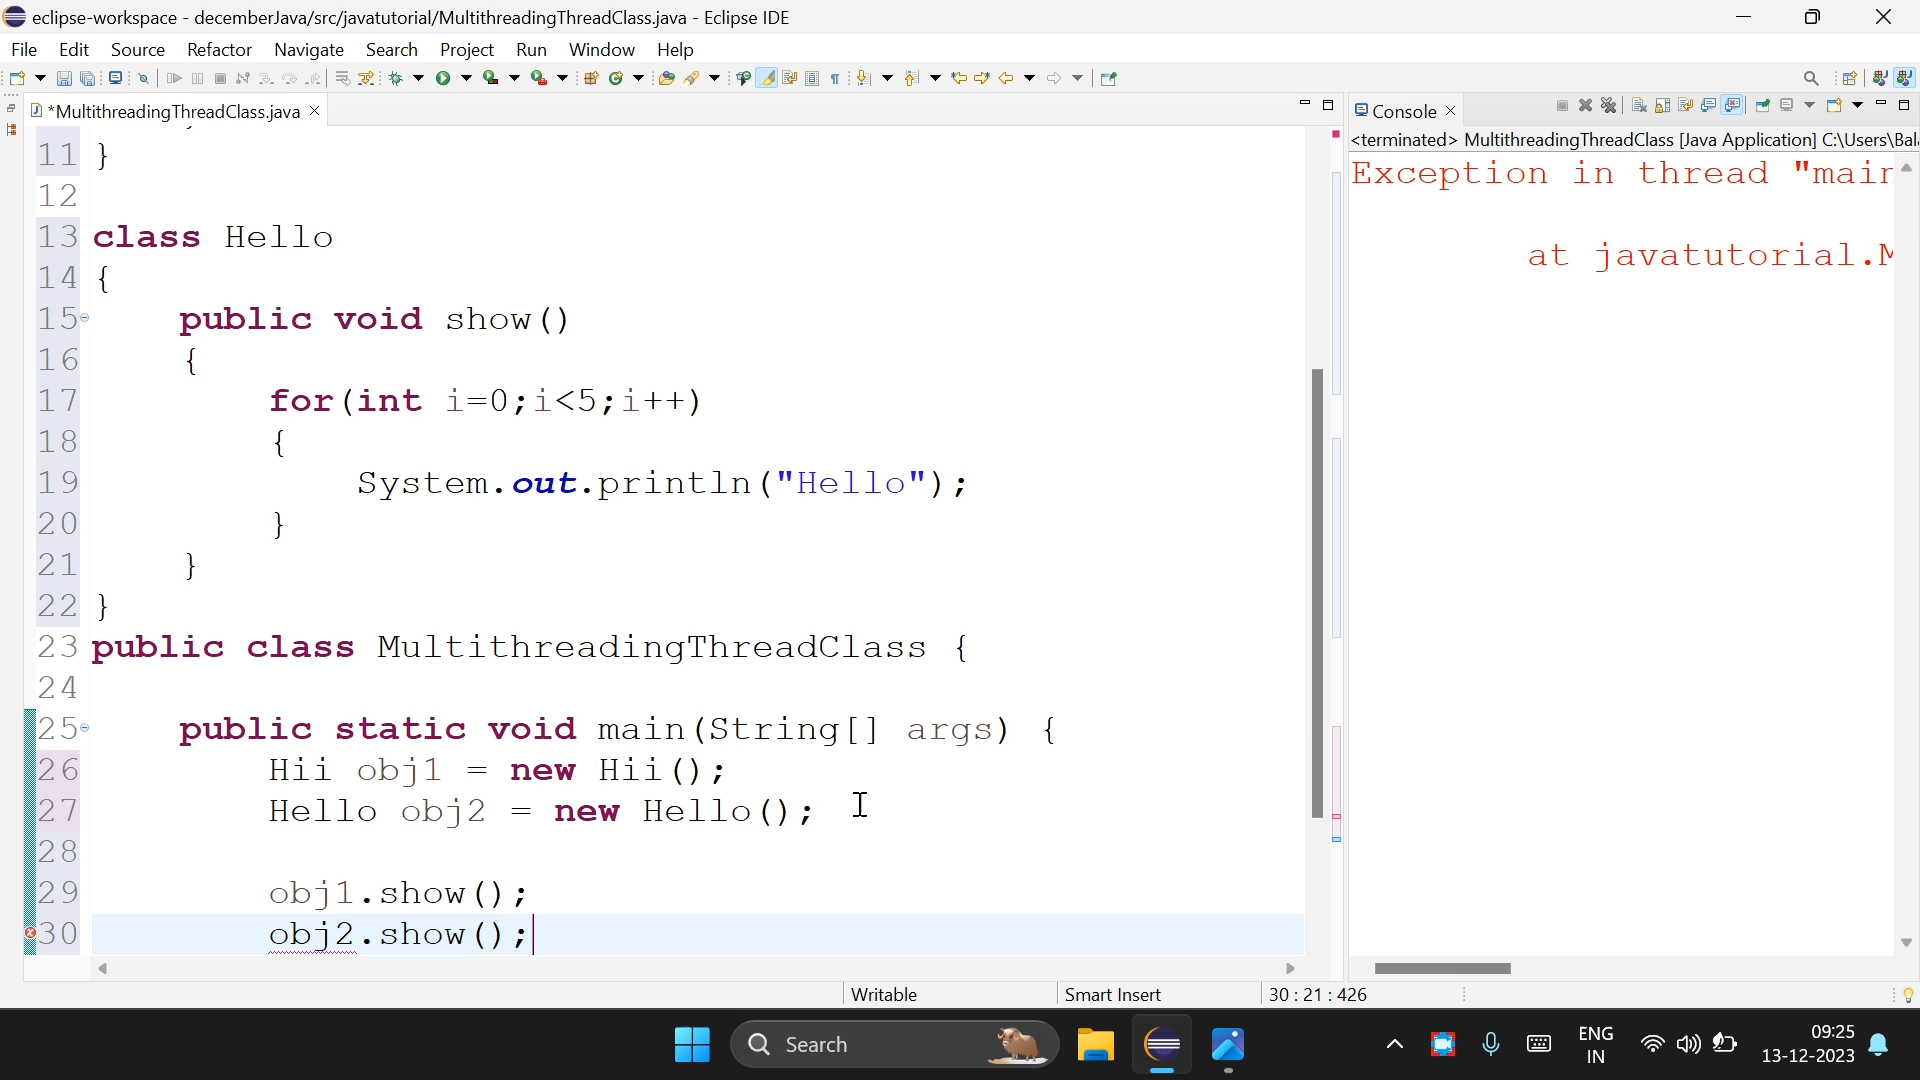 eclipse-workspace - decemberJava/src/javatutorial/MultithreadingThreadClass.java - Eclipse IDE
File Edit Source Refactor Navigate Search Project Run Window Help
*MultithreadingThreadClass.java
11 }
12
13 class Hello
14 {
15 public void show()
16 {
17 for(int i=0;i<5;i++)
18 {
19 System.out.println("Hello");
20 }
21 }
22 }
23 public class MultithreadingThreadClass {
24
25 public static void main(String[] args) {
26 Hii obj1 = new Hii();
27 Hello obj2 = new Hello();
28
29 obj1.show();
30 obj2.show();
Console
<terminated> MultithreadingThreadClass [Java Application] C:\Users\Bal
Exception in thread "main
at javatutorial.M
Writable Smart Insert 30 : 21 : 426
Search
ENG
IN
09:25
13-12-2023